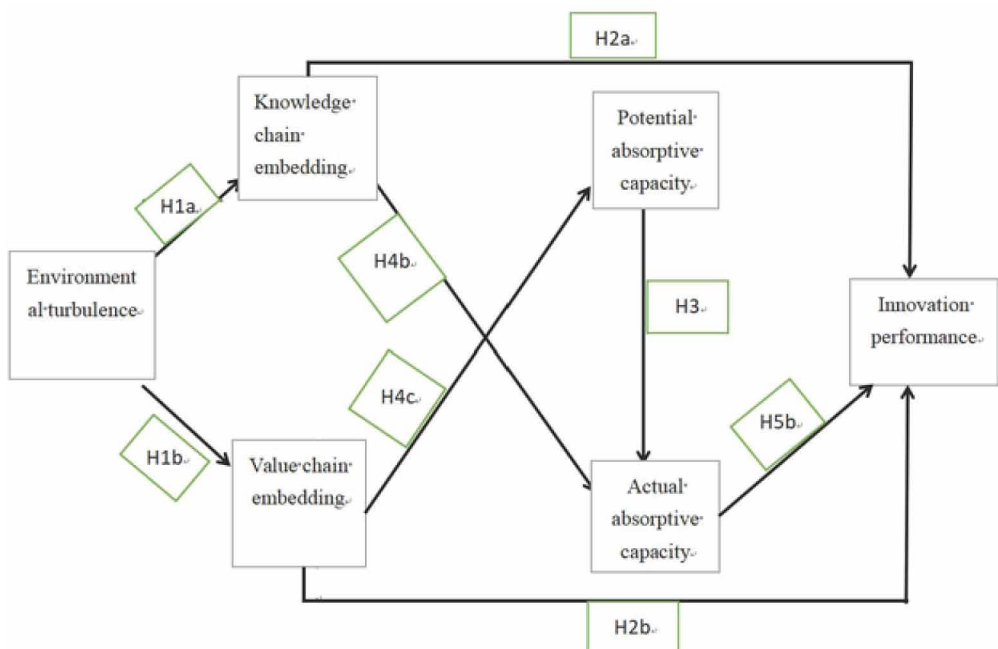 H2a
Knowledge
chain
embedding
Potential
absorptive
capacity
H1a
H4b
Environment
al turbulence
H3
Innovation
performance
H4c
H5b
H1b
Value chain
embedding
Actual
absorptive
capacity
H2b